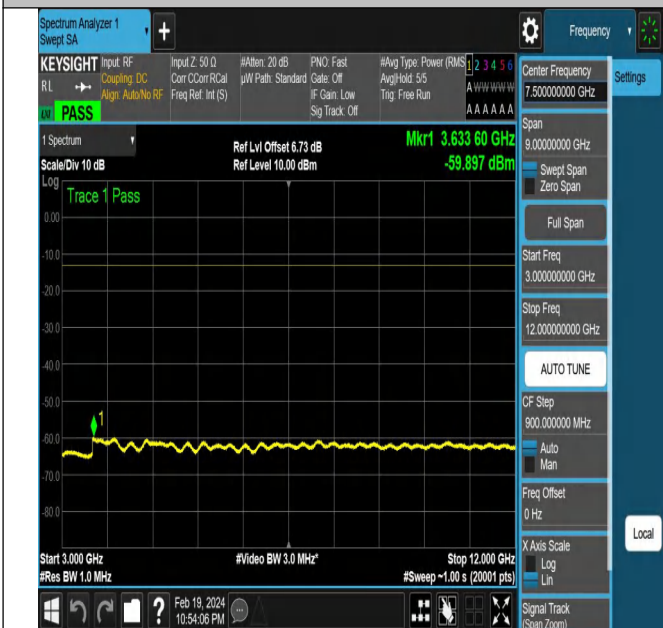 Spectrum Analyzer 1
Swept SA
+
Frequency
KEYSIGHT
Input: RF
Coupling: DC
Align: Auto/No RF
Input Z: 50 Ω
Corr CCorr RCal
Freq Ref: Int (S)
#Atten: 20 dB
µW Path: Standard
PNO: Fast
Gate: Off
IF Gain: Low
Sig Track: Off
#Avg Type: Power (RMS
Avg|Hold: 5/5
Trig: Free Run
1 2 3 4 5 6
A W W W W W
A A A A A A
R L
PASS
1 Spectrum
Scale/Div 10 dB
Ref Lvl Offset 6.73 dB
Ref Level 10.00 dBm
Mkr1 3.633 60 GHz
-59.897 dBm
Log
Trace 1 Pass
0.00
-10.0
-20.0
-30.0
-40.0
-50.0
-60.0
-70.0
-80.0
1
Start 3.000 GHz
#Res BW 1.0 MHz
#Video BW 3.0 MHz*
Stop 12.000 GHz
#Sweep ~1.00 s (20001 pts)
?
Feb 19, 2024
10:54:06 PM
Center Frequency
7.500000000 GHz
Settings
Span
9.00000000 GHz
Swept Span
Zero Span
Full Span
Start Freq
3.000000000 GHz
Stop Freq
12.000000000 GHz
AUTO TUNE
CF Step
900.000000 MHz
Auto
Man
Freq Offset
0 Hz
Local
X Axis Scale
Log
Lin
Signal Track
(Span Zoom)